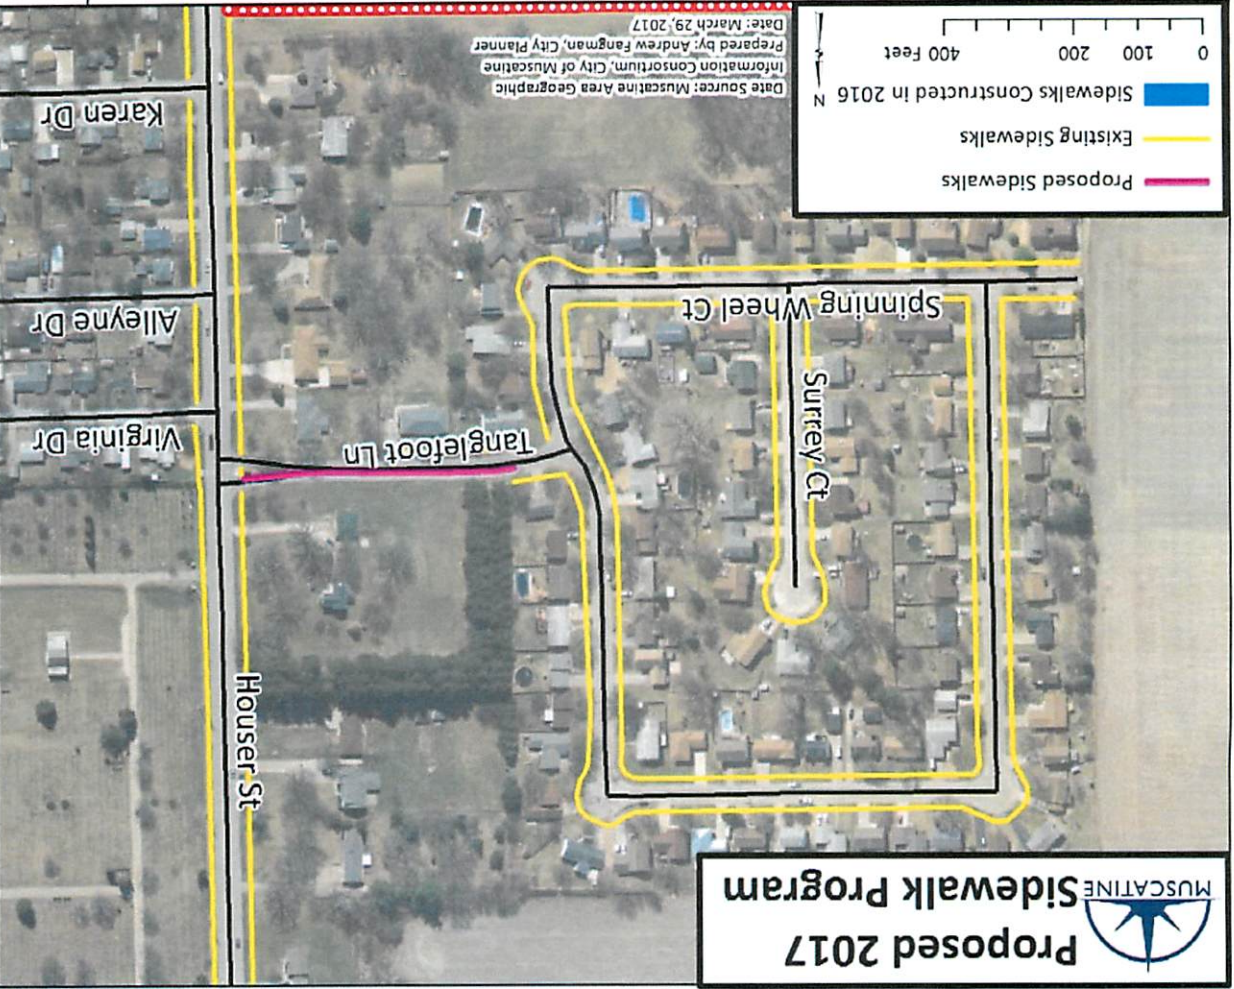 Proposed 2017
Sidewalk Program
MUSCATINE
Houser St
Surrey Ct
Tanglefoot Ln
Virginia Dr
Spinning Wheel Ct
Alleyne Dr
Karen Dr
Proposed Sidewalks
Existing Sidewalks
Sidewalks Constructed in 2016
N
0 100 200 400 Feet
Date Source: Muscatine Area Geographic
Information Consortium, City of Muscatine
Prepared by: Andrew Fangman, City Planner
Date: March 29, 2017